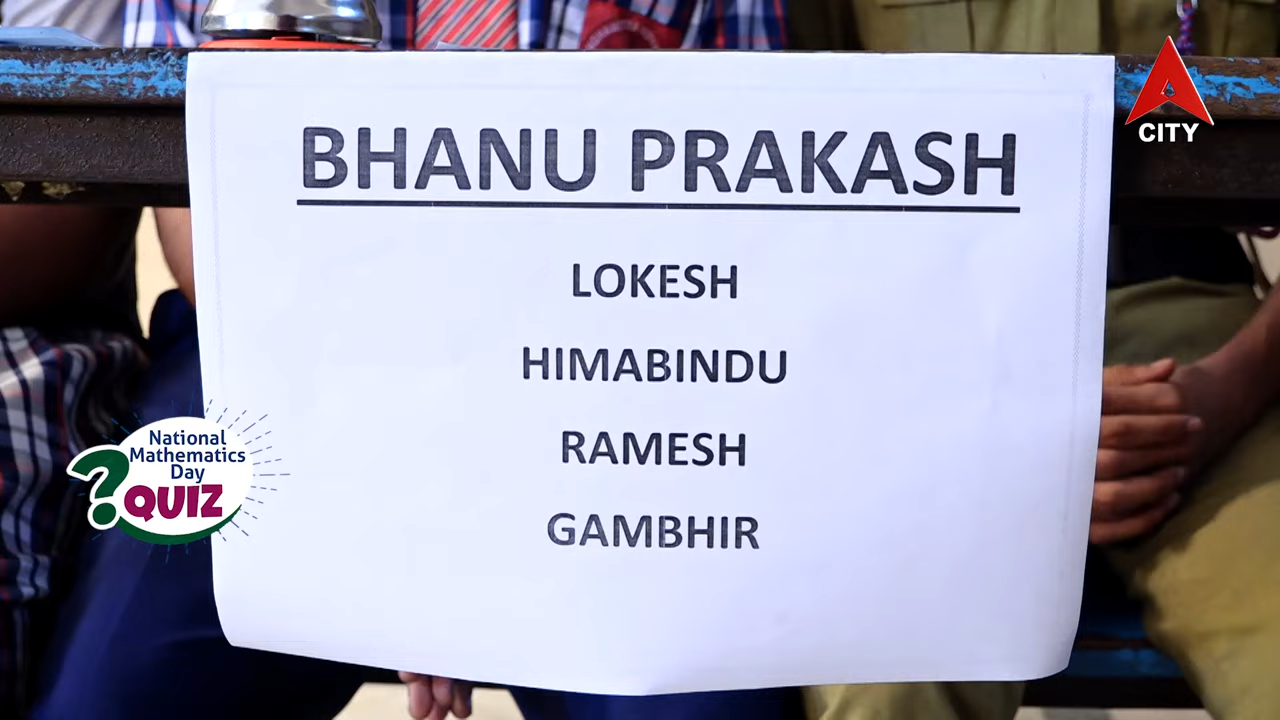 BHANU PRAKASH
LOKESH
HIMABINDU
RAMESH
GAMBHIR
CITY
National
Mathematics
Day
?QUIZ